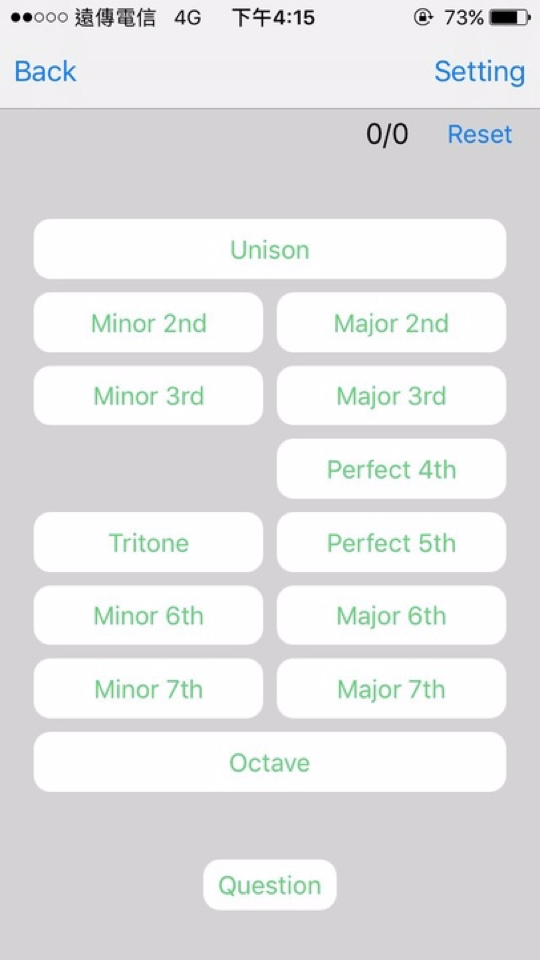 遠傳電信 4G 下午4:15 73%
Back Setting
0/0 Reset
Unison
Minor 2nd Major 2nd
Minor 3rd Major 3rd
Perfect 4th
Tritone Perfect 5th
Minor 6th Major 6th
Minor 7th Major 7th
Octave
Question